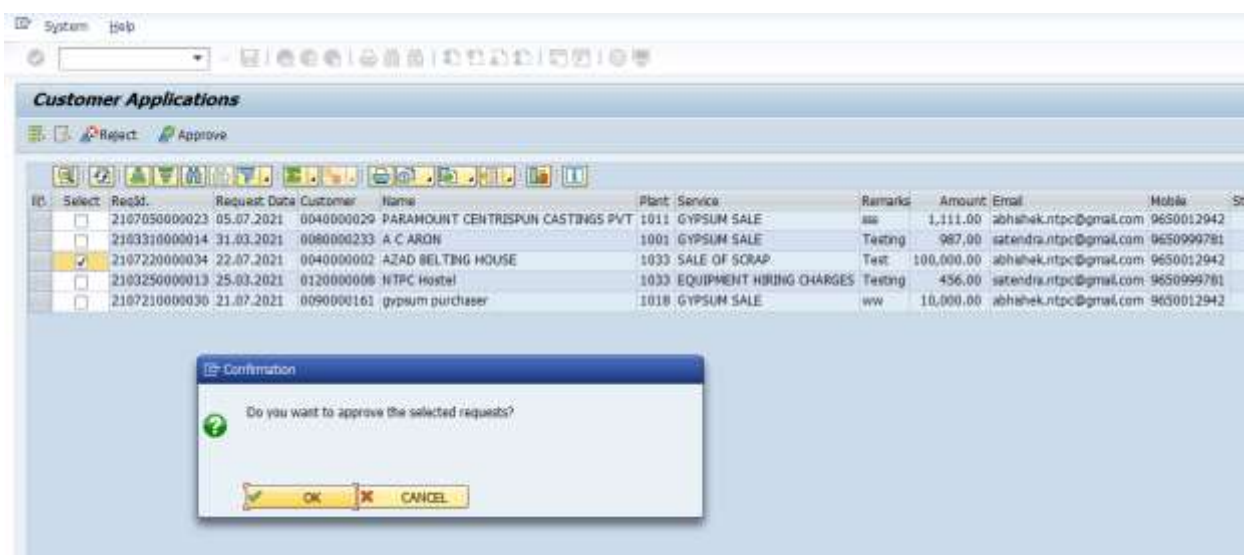 System Help
Customer Applications
Reject Approve
Select ReqId. Request Date Customer Name Plant Service Remarks Amount Email Mobile St
2107050000023 05.07.2021 0040000029 PARAMOUNT CENTRISPUN CASTINGS PVT 1011 GYPSUM SALE sss 1,111.00 abhishek.ntpc@gmail.com 9650012942
2103310000014 31.03.2021 0080000233 A C ARON 1001 GYPSUM SALE Testing 987.00 satendra.ntpc@gmail.com 9650999781
2107220000034 22.07.2021 0040000002 AZAD BELTING HOUSE 1033 SALE OF SCRAP Test 100,000.00 abhishek.ntpc@gmail.com 9650012942
2103250000013 25.03.2021 0120000008 NTPC Hostel 1033 EQUIPMENT HIRING CHARGES Testing 456.00 satendra.ntpc@gmail.com 9650999781
2107210000030 21.07.2021 0090000161 gypsum purchaser 1018 GYPSUM SALE ww 10,000.00 abhishek.ntpc@gmail.com 9650012942
Confirmation
Do you want to approve the selected requests?
OK CANCEL